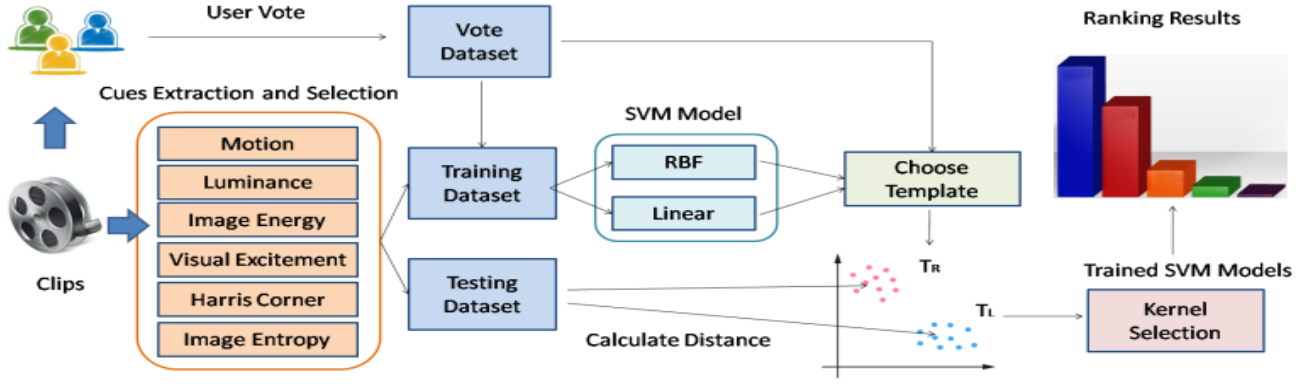 User Vote
Vote
Dataset
Ranking Results
Cues Extraction and Selection
Motion
Luminance
Image Energy
Visual Excitement
Harris Corner
Image Entropy
Clips
Training
Dataset
Testing
Dataset
SVM Model
RBF
Linear
Choose
Template
TR
TL
Calculate Distance
Trained SVM Models
Kernel
Selection